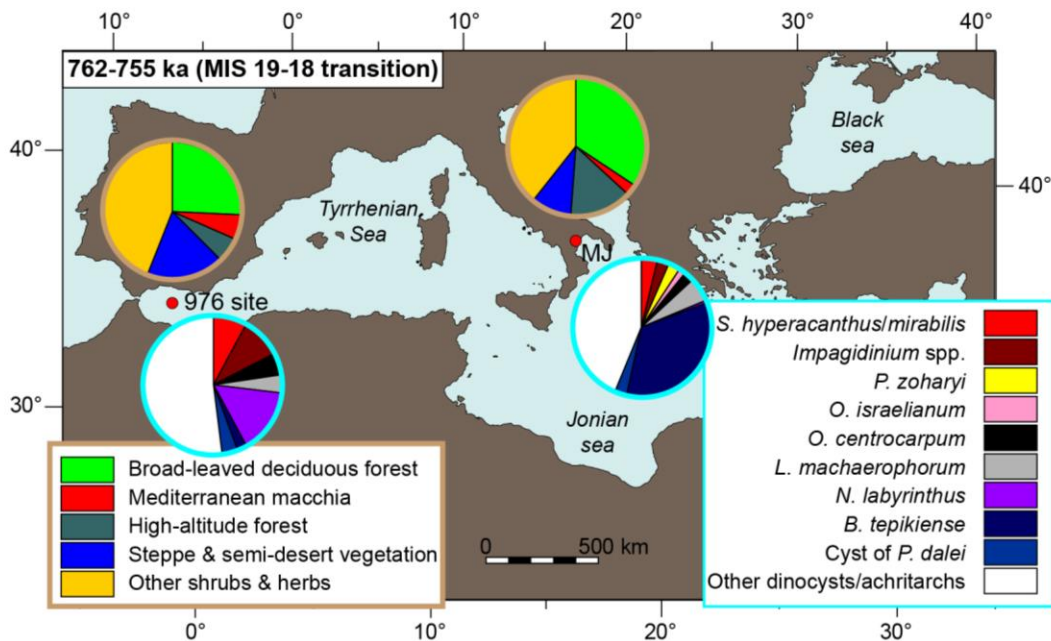 10° 0° 10° 20° 30° 40°
762-755 ka (MIS 19-18 transition)
Black
sea
40°
40°
Tyrrhenian
Sea
MJ
976 site
S. hyperacanthus/mirabilis
Impagidinium spp.
P. zoharyi
30°
O. israelianum
Jonian
sea
O. centrocarpum
L. machaerophorum
N. labyrinthus
B. tepikiense
Cyst of P. dalei
Other dinocysts/achritarchs
Broad-leaved deciduous forest
Mediterranean macchia
High-altitude forest
Steppe & semi-desert vegetation
Other shrubs & herbs
0 500 km
0° 10° 20° 30°